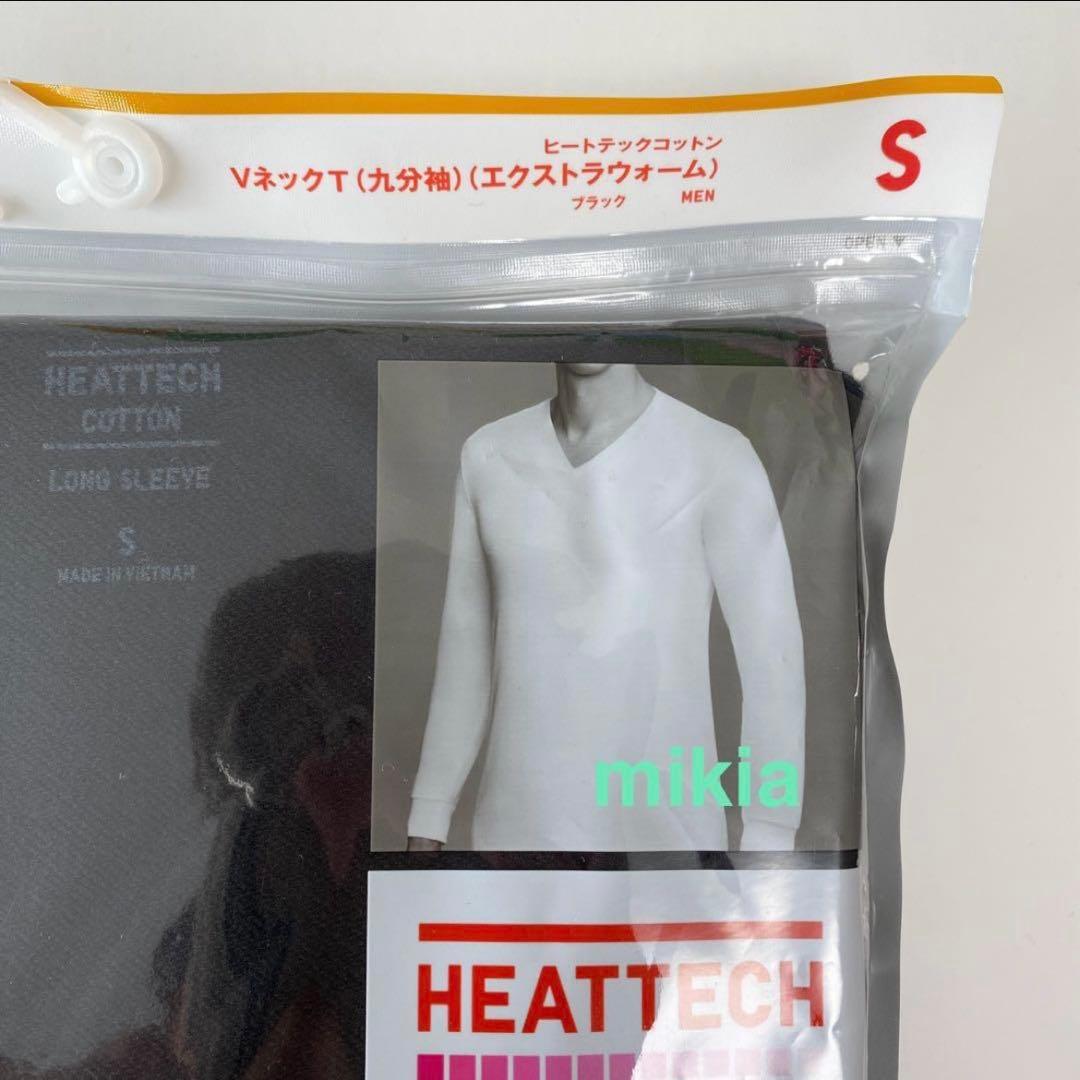 ヒートテックコットン
VネックT(九分袖)(エクストラウォーム)
ブラック MEN
S
OPEN▼
HEATTECH
COTTON
LONG SLEEVE
S
MADE IN VIETNAM
mikia
HEATTECH